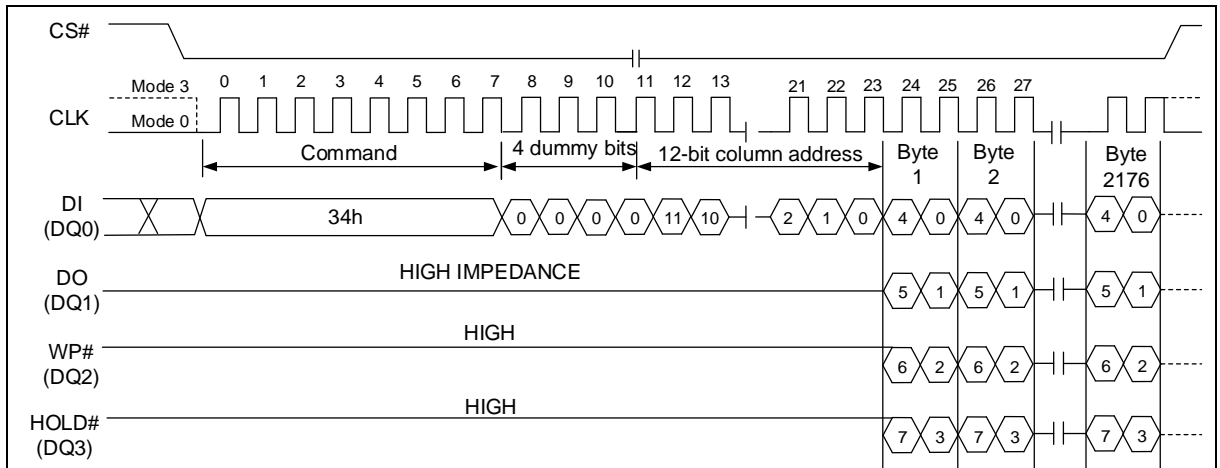 CS#
Mode 3 0 1 2 3 4 5 6 7 8 9 10 11 12 13 21 22 23 24 25 26 27
CLK
Mode 0
Command 4 dummy bits 12-bit column address Byte 1 Byte 2 Byte 2176
DI (DQ0) 34h 0 0 0 0 11 10 2 1 0 4 0 4 0 4 0
HIGH IMPEDANCE
DO (DQ1) 5 1 5 1 5 1
HIGH
WP# (DQ2) 6 2 6 2 6 2
HIGH
HOLD# (DQ3) 7 3 7 3 7 3